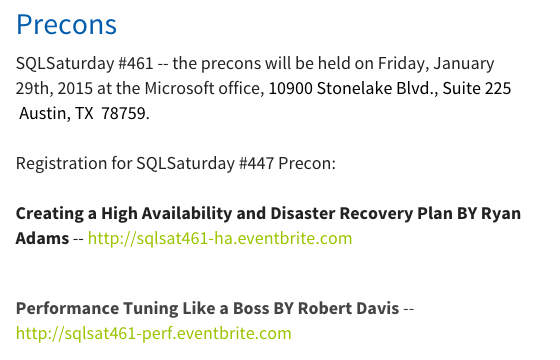 Precons
SQLSaturday #461 -- the precons will be held on Friday, January
29th, 2015 at the Microsoft office, 10900 Stonelake Blvd., Suite 225
Austin, TX  78759.
Registration for SQLSaturday #447 Precon:
Creating a High Availability and Disaster Recovery Plan BY Ryan
Adams -- http://sqlsat461-ha.eventbrite.com
Performance Tuning Like a Boss BY Robert Davis --
http://sqlsat461-perf.eventbrite.com